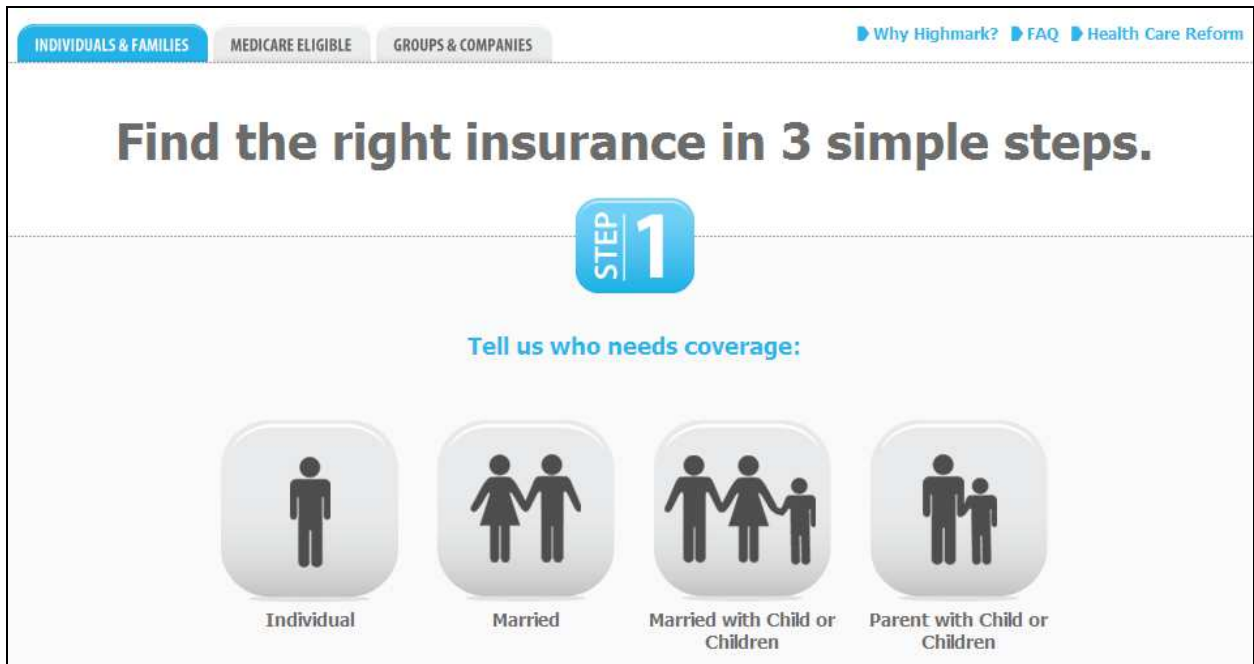 INDIVIDUALS & FAMILIES MEDICARE ELIGIBLE GROUPS & COMPANIES Why Highmark? FAQ Health Care Reform
Find the right insurance in 3 simple steps.
STEP 1
Tell us who needs coverage:
Individual
Married
Married with Child or
Children
Parent with Child or
Children